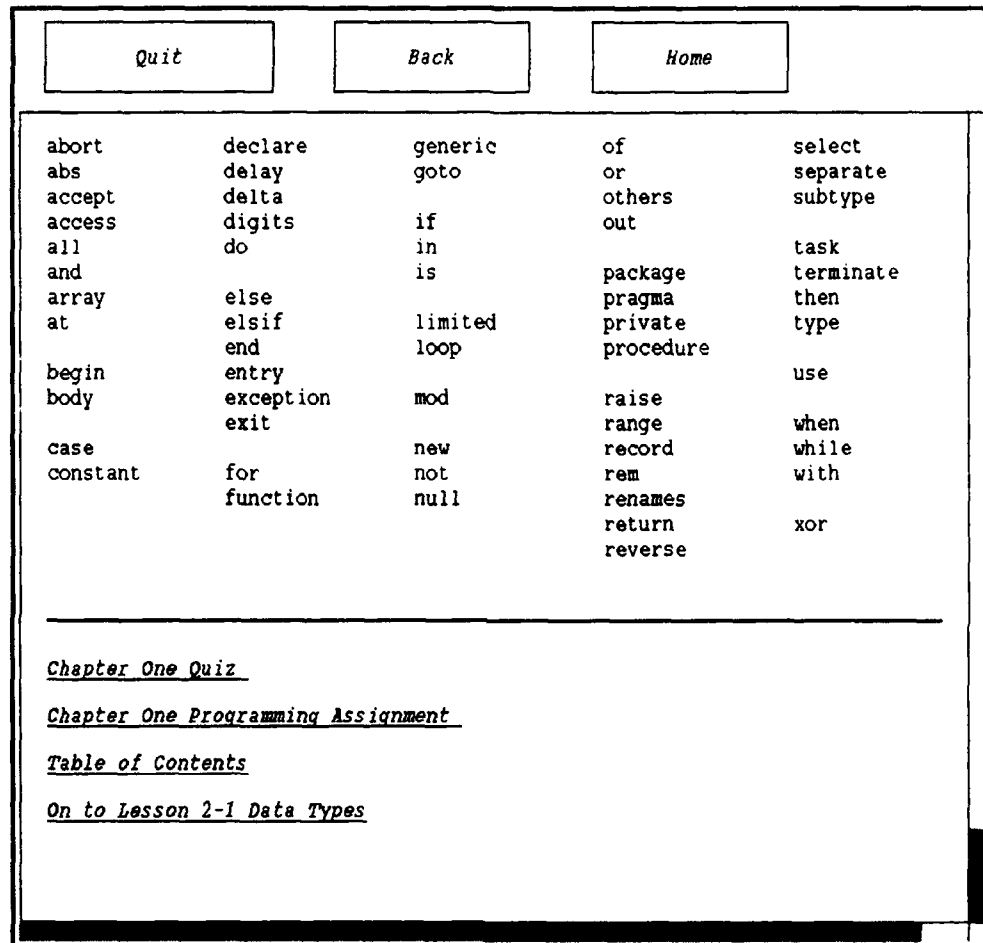 Quit Back Home
abort declare generic of select
abs delay goto or separate
accept delta others subtype
access digits if out
all do in task
and is package terminate
array else pragma then
at elsif limited private type
end loop procedure
begin entry use
body exception mod raise
exit range when
case new record while
constant for not rem with
function null renames
return xor
reverse
Chapter One Quiz
Chapter One Programming Assignment
Table of Contents
On to Lesson 2-1 Data Types